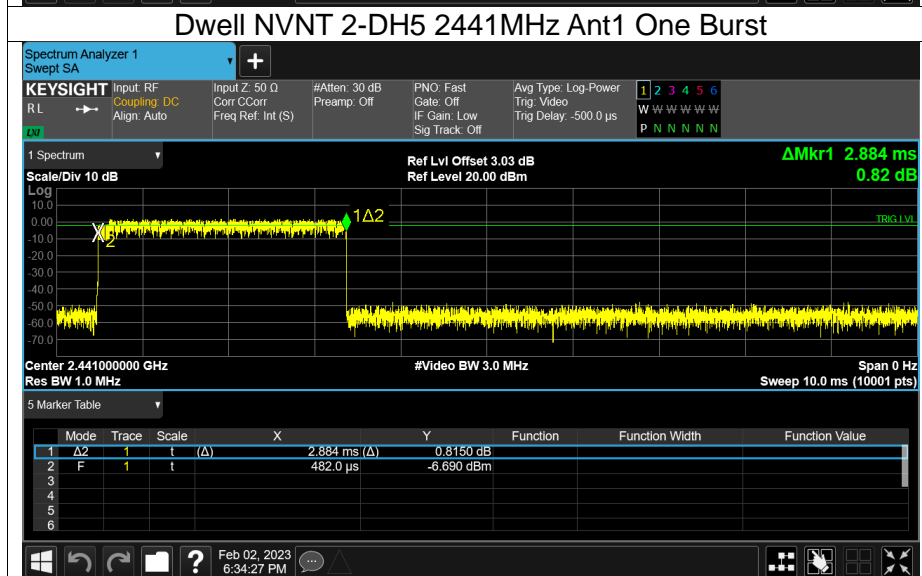 Dwell NVNT 2-DH5 2441MHz Ant1 One Burst
Spectrum Analyzer 1
Swept SA
+
KEYSIGHT
RL
LXI
Input: RF
Coupling: DC
Align: Auto
Input Z: 50 Ω
Corr CCorr
Freq Ref: Int (S)
#Atten: 30 dB
Preamp: Off
PNO: Fast
Gate: Off
IF Gain: Low
Sig Track: Off
Avg Type: Log-Power
Trig: Video
Trig Delay: -500.0 µs
1 2 3 4 5 6
W W W W W W
P N N N N N
1 Spectrum
Scale/Div 10 dB
Ref Lvl Offset 3.03 dB
Ref Level 20.00 dBm
ΔMkr1 2.884 ms
0.82 dB
Log
10.0
0.00
-10.0
-20.0
-30.0
-40.0
-50.0
-60.0
-70.0
1Δ2
X2
TRIG LVL
Center 2.441000000 GHz
Res BW 1.0 MHz
#Video BW 3.0 MHz
Span 0 Hz
Sweep 10.0 ms (10001 pts)
5 Marker Table
Mode Trace Scale X Y Function Function Width Function Value
1 Δ2 1 t (Δ) 2.884 ms (Δ) 0.8150 dB
2 F 1 t 482.0 µs -6.690 dBm
3
4
5
6
?
Feb 02, 2023
6:34:27 PM